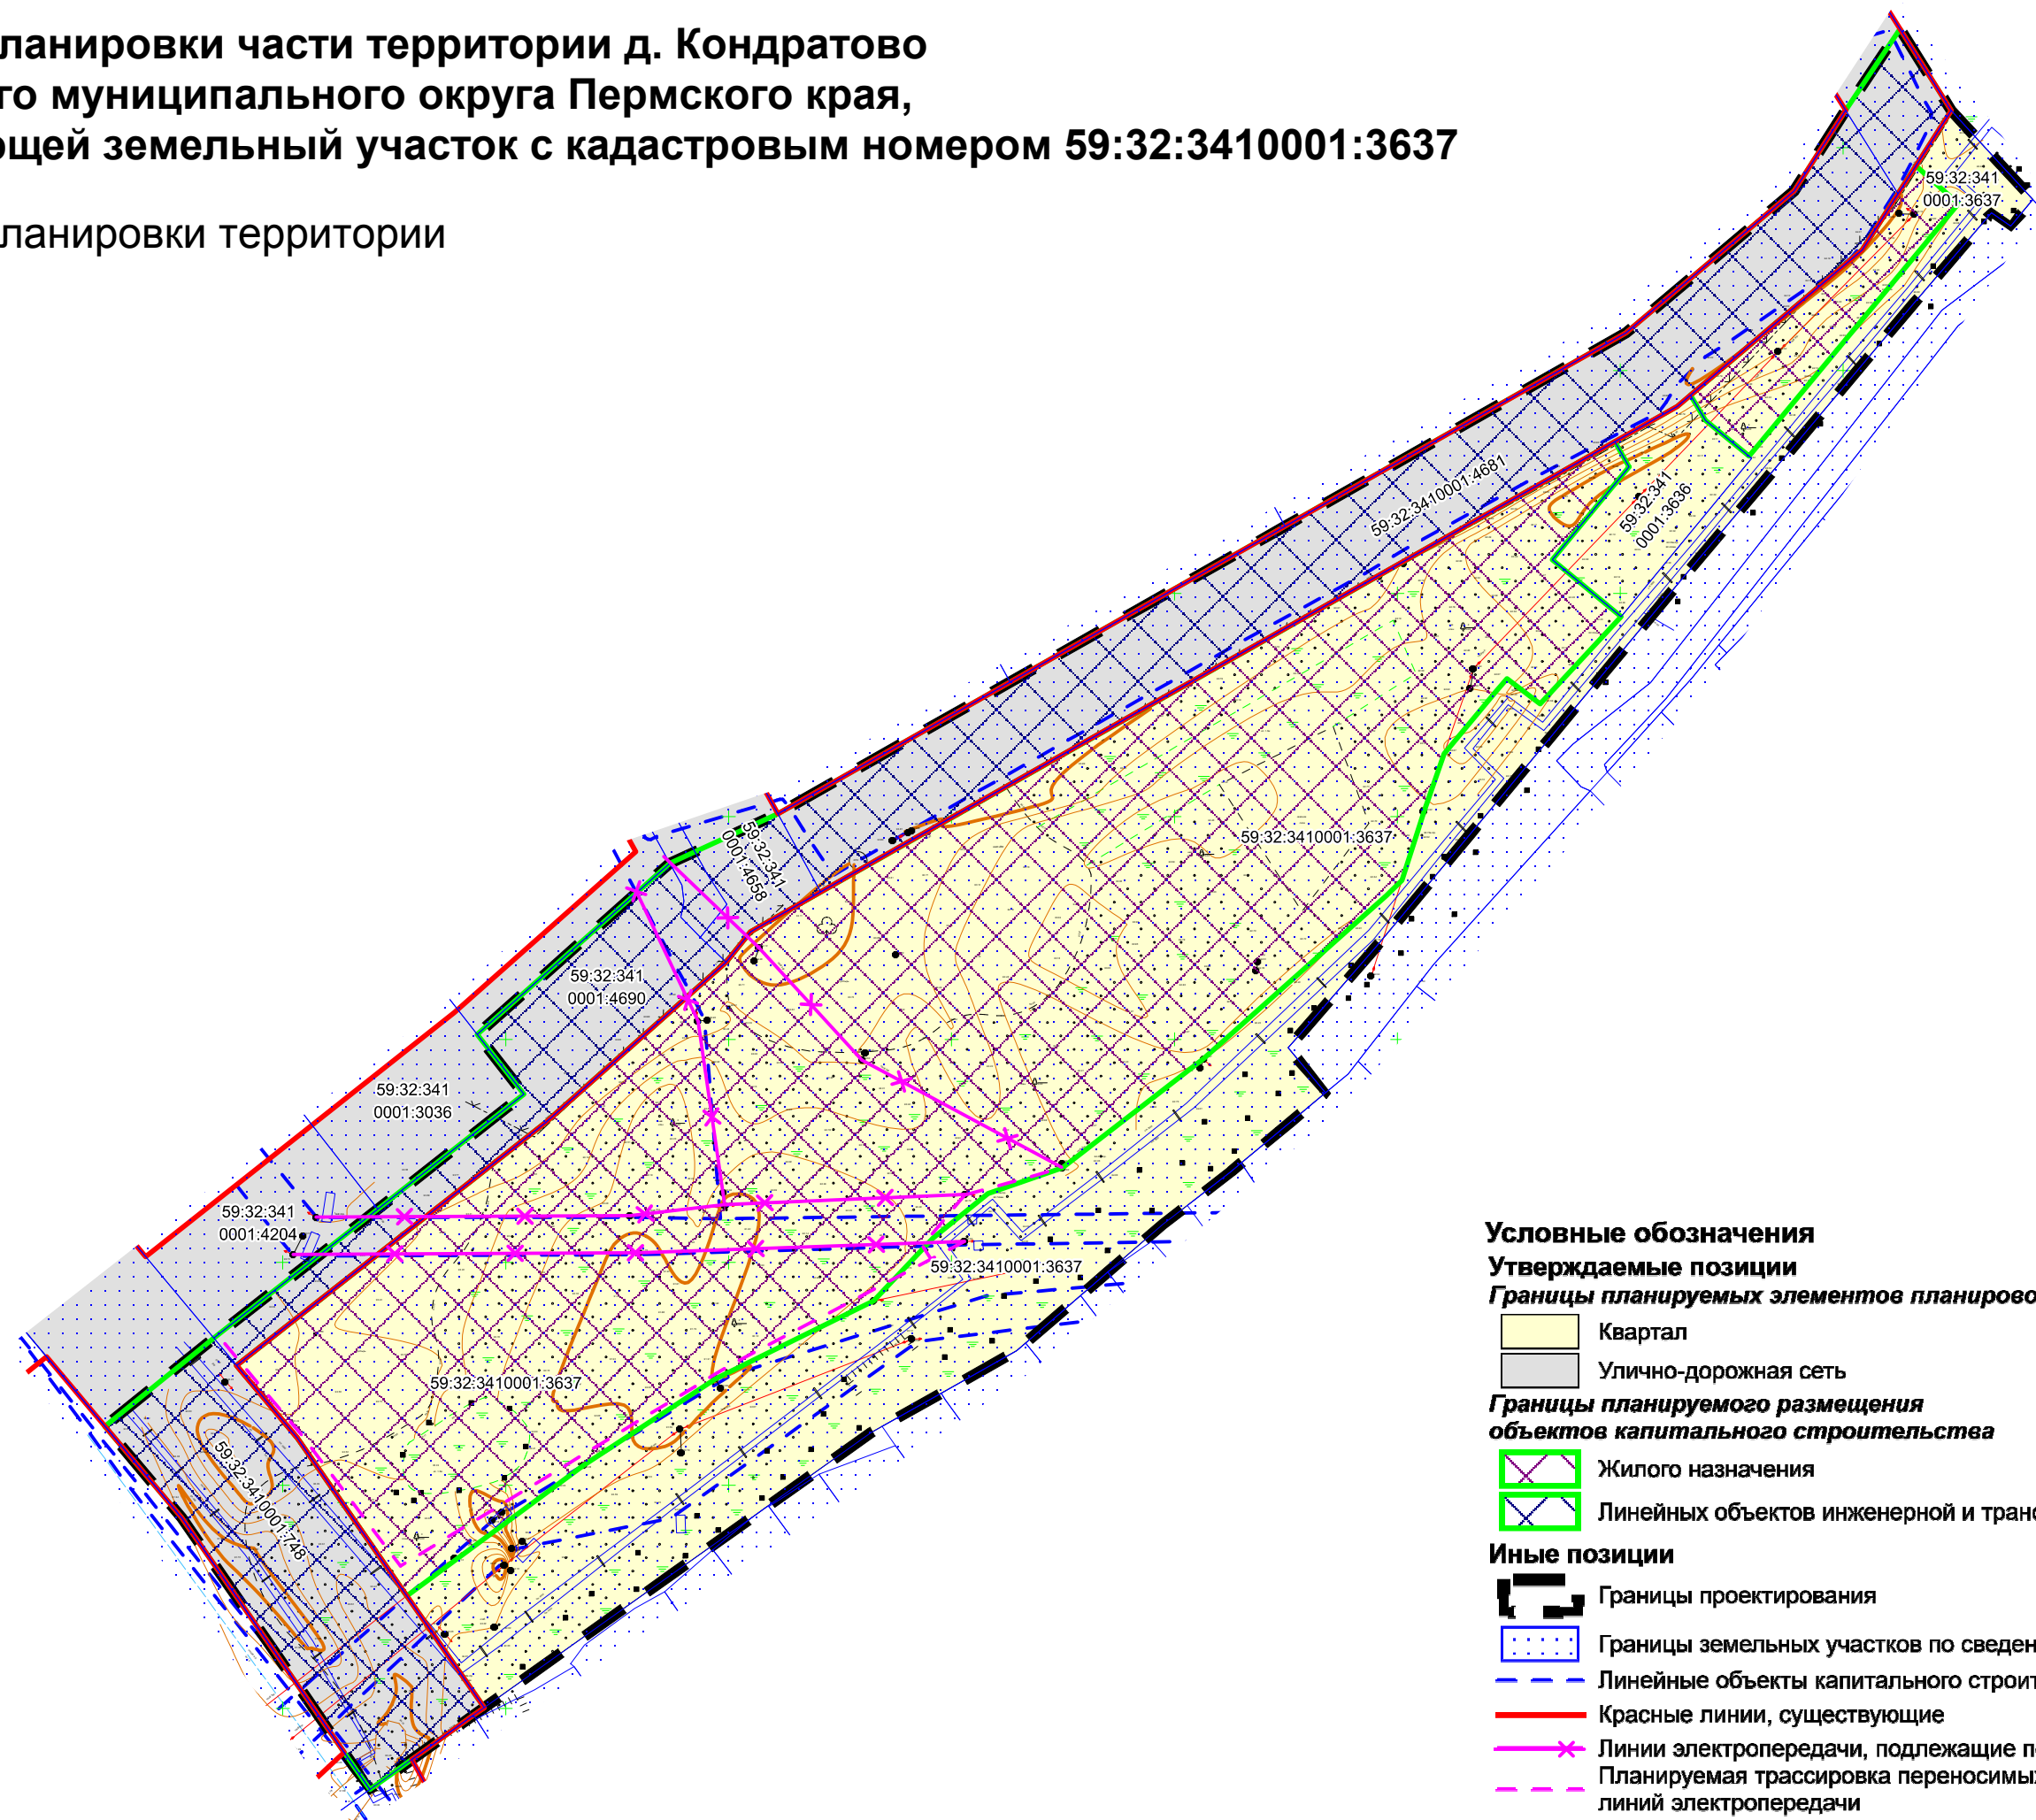 ланировки части территории д. Кондратово
го муниципального округа Пермского края,
ющей земельный участок с кадастровым номером 59:32:3410001:3637
ланировки территории
59:32:341
0001:3637
59:32:3410001:4681
59:32:341
0001:3636
59:32:3410001:3637
59:32:341
0001:4658
59:32:341
0001:4690
59:32:341
0001:3036
59:32:341
0001:4204
59:32:3410001:3637
59:32:3410001:3637
59:32:3410001:748
Условные обозначения
Утверждаемые позиции
Границы планируемых элементов планирово
Квартал
Улично-дорожная сеть
Границы планируемого размещения
объектов капитального строительства
Жилого назначения
Линейных объектов инженерной и транс
Иные позиции
Границы проектирования
Границы земельных участков по сведен
Линейные объекты капитального строит
Красные линии, существующие
Линии электропередачи, подлежащие п
Планируемая трассировка переносимых
линий электропередачи